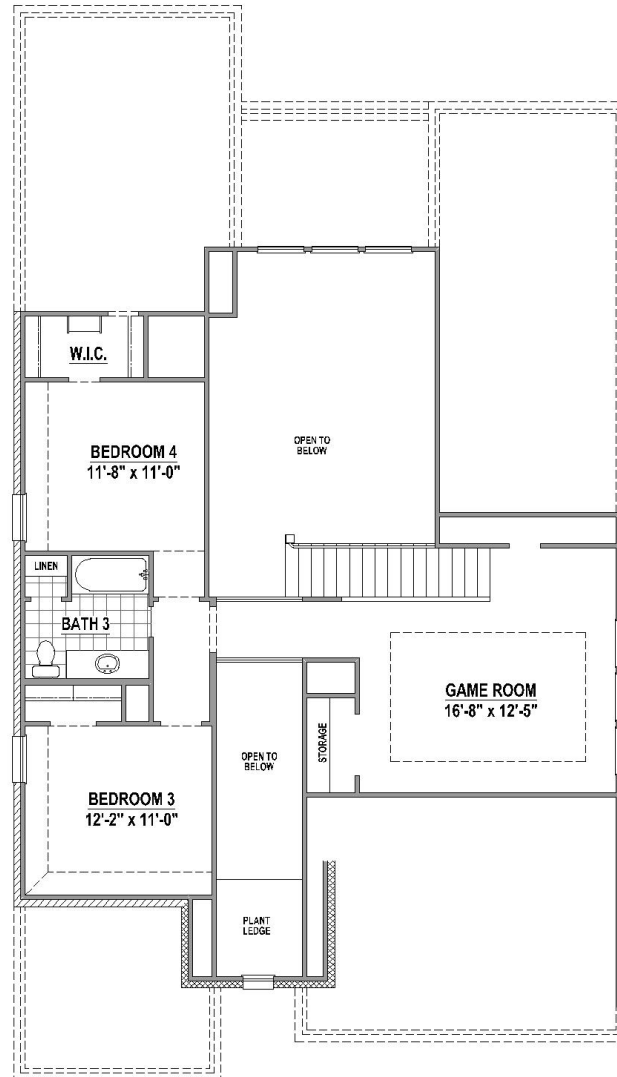 W.I.C.
BEDROOM 4
11'-8" x 11'-0"
OPEN TO
BELOW
LINEN
BATH 3
GAME ROOM
16'-8" x 12'-5"
STORAGE
OPEN TO
BELOW
BEDROOM 3
12'-2" x 11'-0"
PLANT
LEDGE